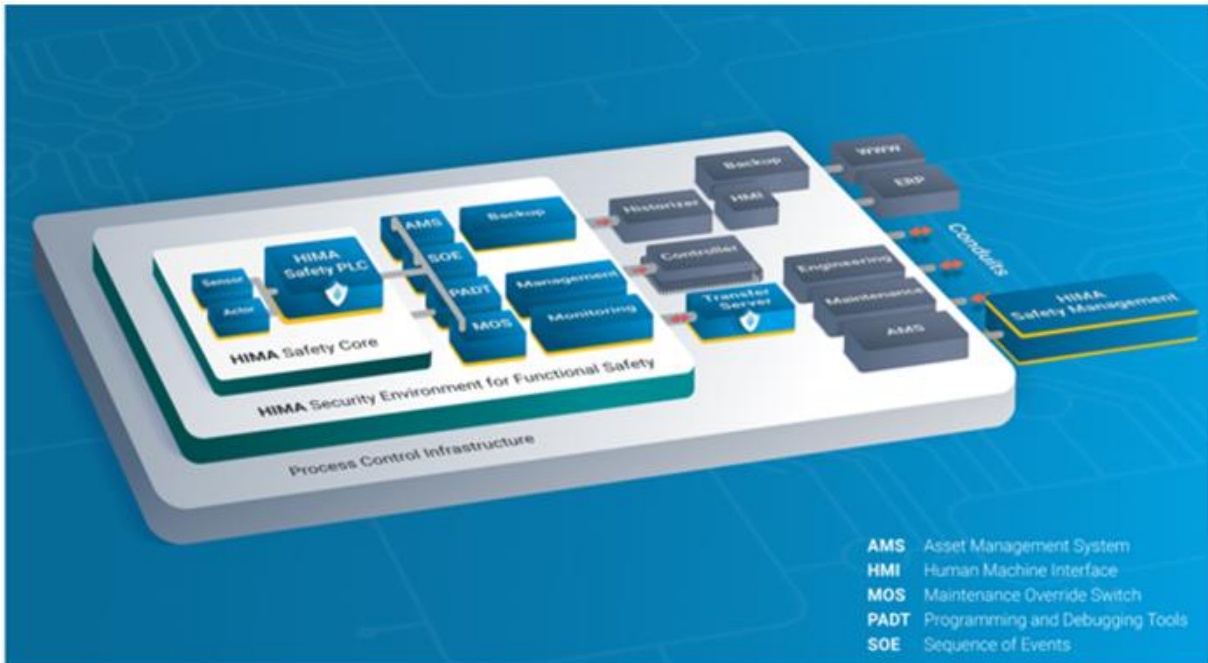 WWW
ERP
Backup
HMI
Historizer
Controller
Engineering
Maintenance
AMS
Transfer
Server
Conduits
HIMA
Safety Management
AMS
SOE
PADT
MOS
Backup
Management
Monitoring
Sensor
Actor
HIMA
Safety PLC
HIMA Safety Core
HIMA Security Environment for Functional Safety
Process Control Infrastructure
AMS Asset Management System
HMI Human Machine Interface
MOS Maintenance Override Switch
PADT Programming and Debugging Tools
SOE Sequence of Events